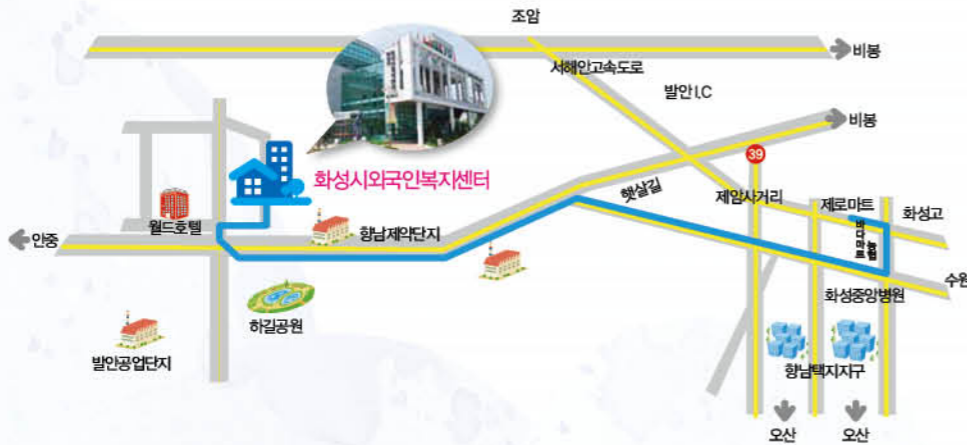 조암
비봉
서해안고속도로
발안 I.C
비봉
39
화성시외국인복지센터
햇살길
제암사거리
제로마트
화성고
월드호텔
향남제약단지
바다마트
농협
안중
수원
화성중앙병원
하길공원
발안공업단지
향남택지지구
오산
오산